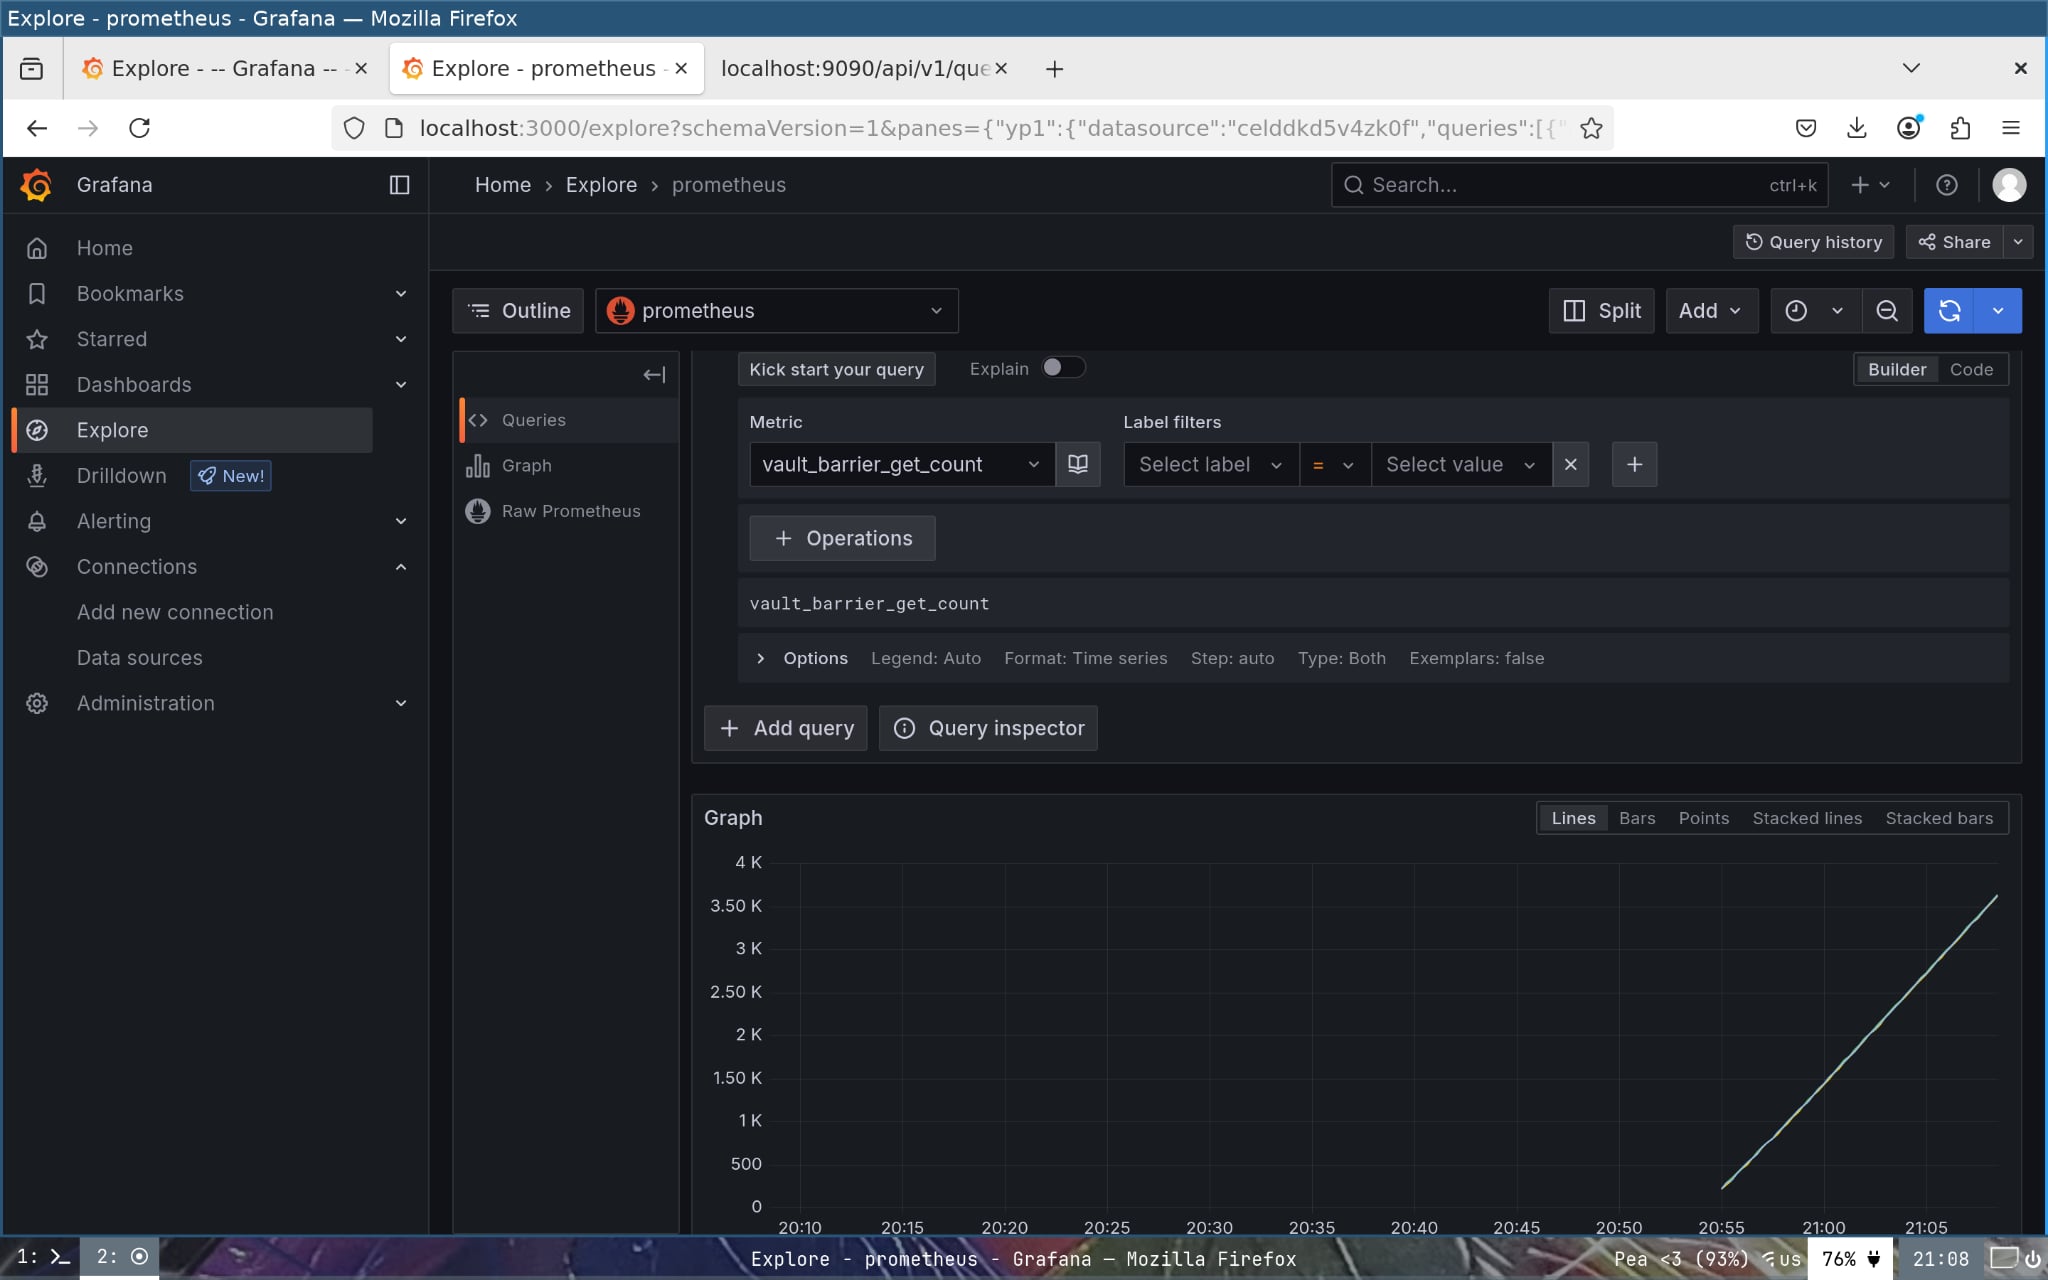 Explore - prometheus - Grafana — Mozilla Firefox
Explore - -- Grafana -- -
Explore - prometheus -
localhost:9090/api/v1/que
localhost:3000/explore?schemaVersion=1&panes={"yp1":{"datasource":"celddkd5v4zk0f","queries":[{"
Grafana
Home › Explore › prometheus
Search... ctrl+k
Query history
Share
Home
Bookmarks
Starred
Dashboards
Explore
Drilldown New!
Alerting
Connections
Add new connection
Data sources
Administration
Outline
prometheus
Split
Add
Queries
Graph
Raw Prometheus
Kick start your query
Explain
Builder Code
Metric
Label filters
vault_barrier_get_count
Select label
=
Select value
+ Operations
vault_barrier_get_count
Options Legend: Auto Format: Time series Step: auto Type: Both Exemplars: false
+ Add query
Query inspector
Graph
Lines Bars Points Stacked lines Stacked bars
4 K
3.50 K
3 K
2.50 K
2 K
1.50 K
1 K
500
0
20:10 20:15 20:20 20:25 20:30 20:35 20:40 20:45 20:50 20:55 21:00 21:05
1:
2:
Explore - prometheus - Grafana — Mozilla Firefox
Pea <3 (93%) us 76% 21:08